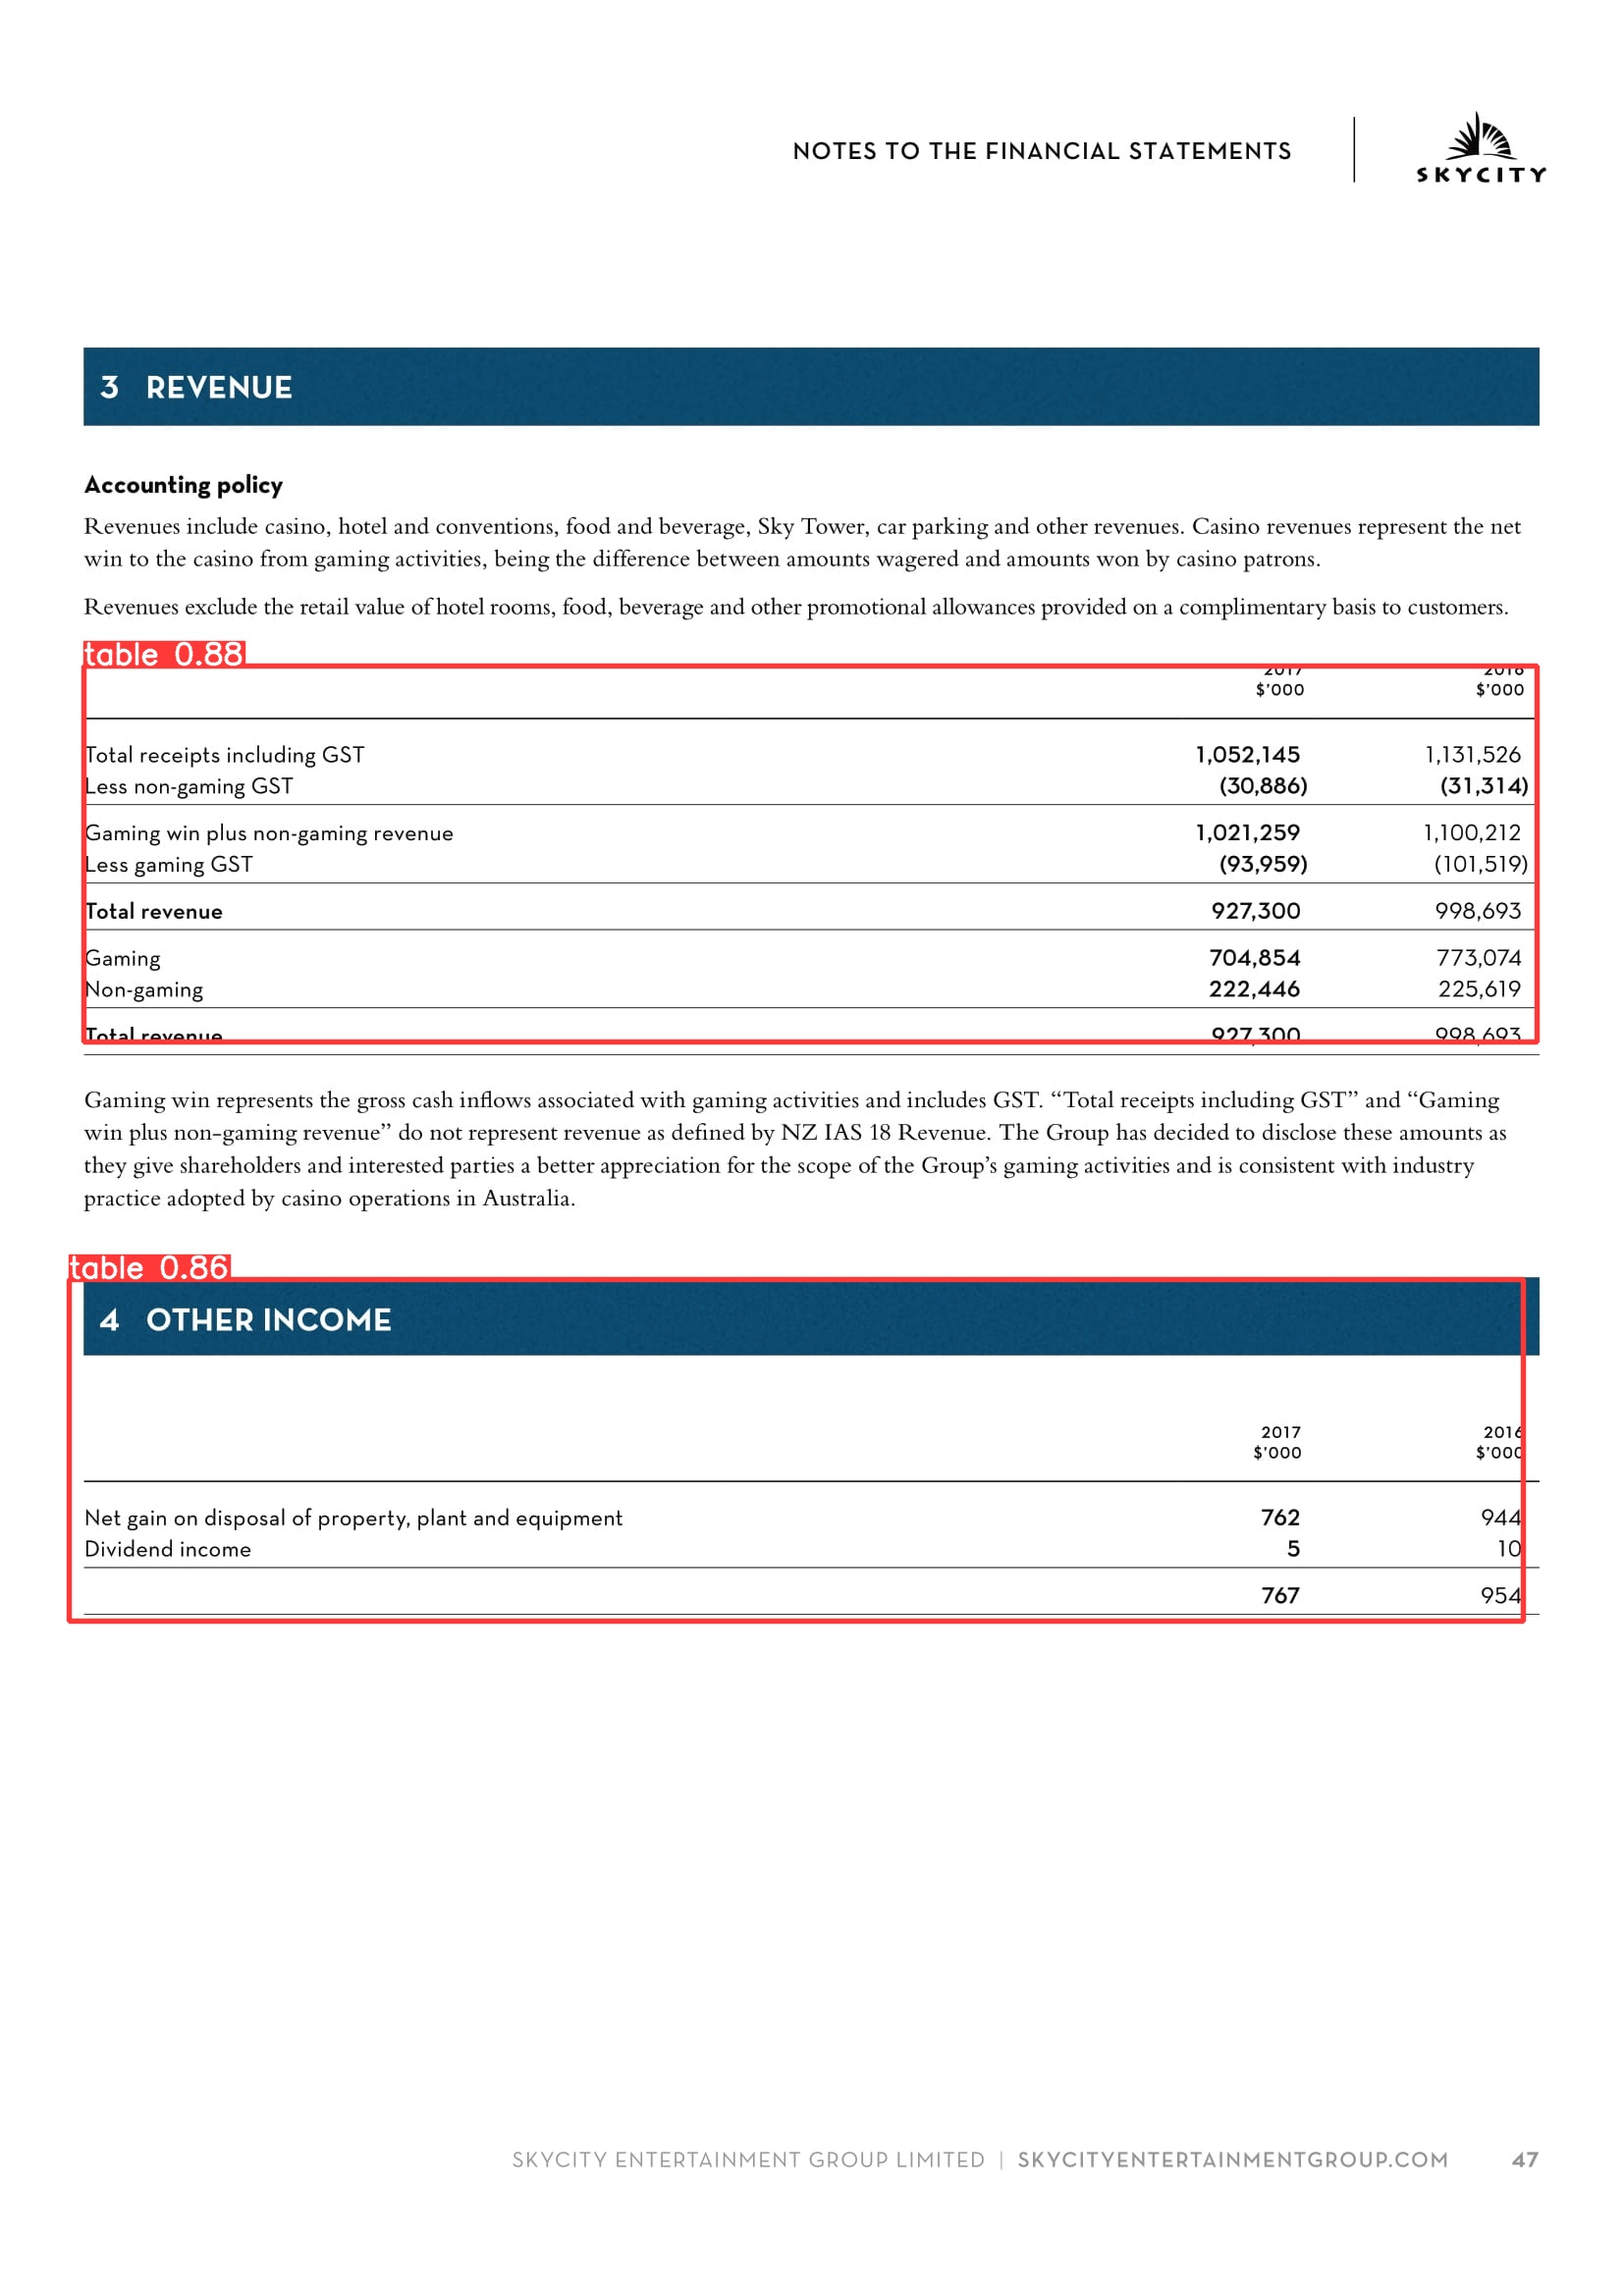 NOTES TO THE FINANCIAL STATEMENTS
SKYCITY
3 REVENUE
Accounting policy
Revenues include casino, hotel and conventions, food and beverage, Sky Tower, car parking and other revenues. Casino revenues represent the net
win to the casino from gaming activities, being the difference between amounts wagered and amounts won by casino patrons.
Revenues exclude the retail value of hotel rooms, food, beverage and other promotional allowances provided on a complimentary basis to customers.
table 0.88
2017 2016
$'000 $'000
Total receipts including GST 1,052,145 1,131,526
Less non-gaming GST (30,886) (31,314)
Gaming win plus non-gaming revenue 1,021,259 1,100,212
Less gaming GST (93,959) (101,519)
Total revenue 927,300 998,693
Gaming 704,854 773,074
Non-gaming 222,446 225,619
Total revenue 927,300 998,693
Gaming win represents the gross cash inflows associated with gaming activities and includes GST. “Total receipts including GST” and “Gaming
win plus non-gaming revenue” do not represent revenue as defined by NZ IAS 18 Revenue. The Group has decided to disclose these amounts as
they give shareholders and interested parties a better appreciation for the scope of the Group’s gaming activities and is consistent with industry
practice adopted by casino operations in Australia.
table 0.86
4 OTHER INCOME
2017 2016
$'000 $'000
Net gain on disposal of property, plant and equipment 762 944
Dividend income 5 10
767 954
SKYCITY ENTERTAINMENT GROUP LIMITED | SKYCITYENTERTAINMENTGROUP.COM 47